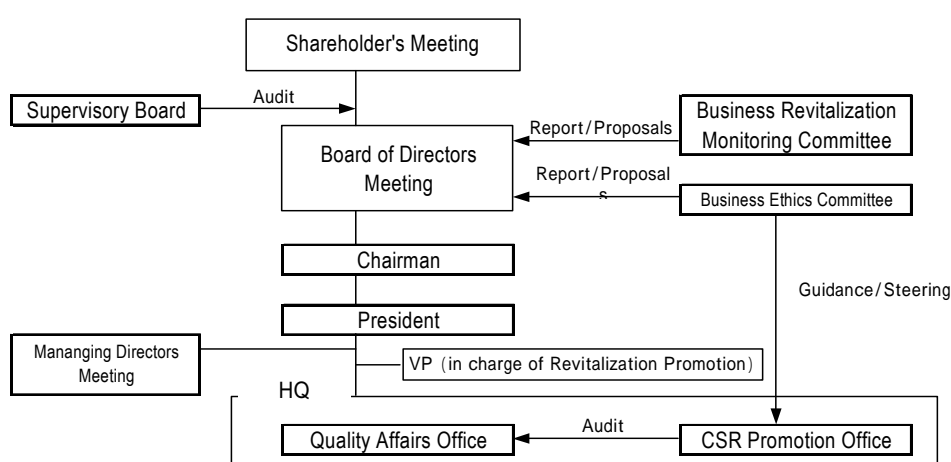 Shareholder's Meeting
Supervisory Board
Audit
Business Revitalization
Monitoring Committee
Report/Proposals
Board of Directors
Meeting
Report/Proposal
s
Business Ethics Committee
Chairman
Guidance/Steering
President
Mananging Directors
Meeting
VP (in charge of Revitalization Promotion)
HQ
Quality Affairs Office
Audit
CSR Promotion Office